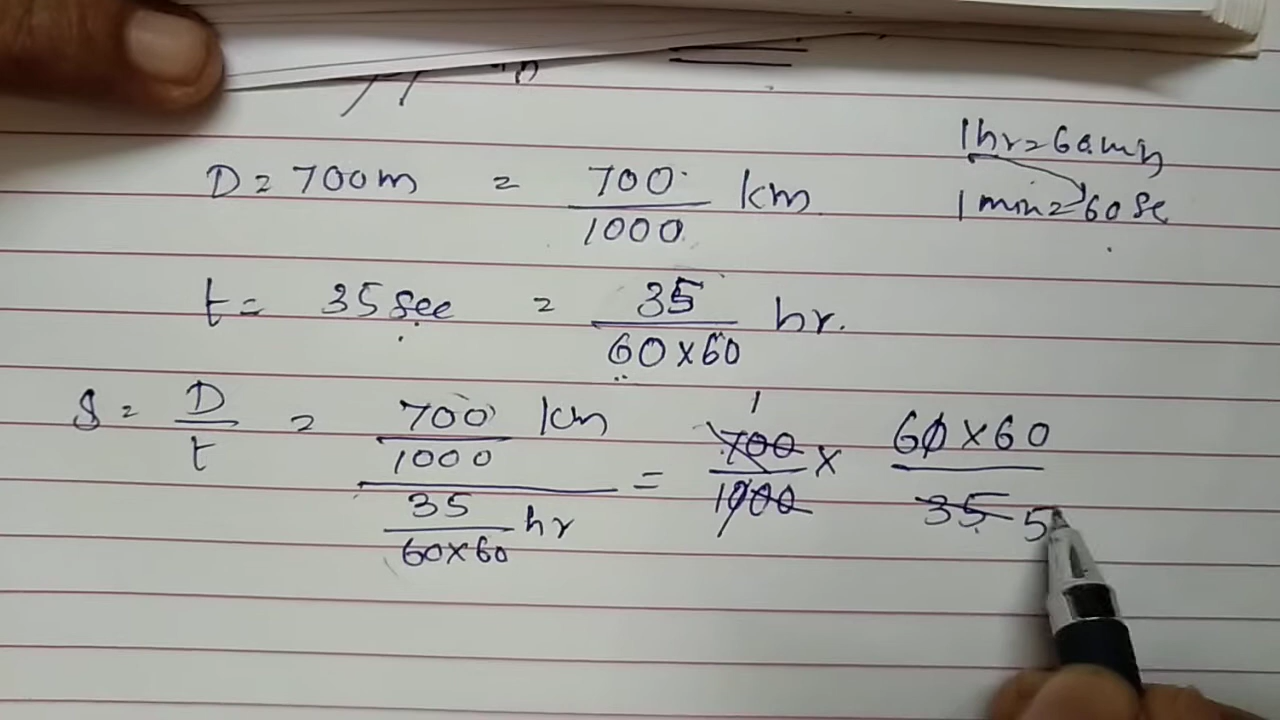 1hr = 60 min
D = 700m = 700/1000 km
1 min = 60 Se
t = 35 sec = 35/60×60 hr.
S = D/t = 700/1000 km / 35/60×60 hr = 700/1000 × 60×60/35 1 5